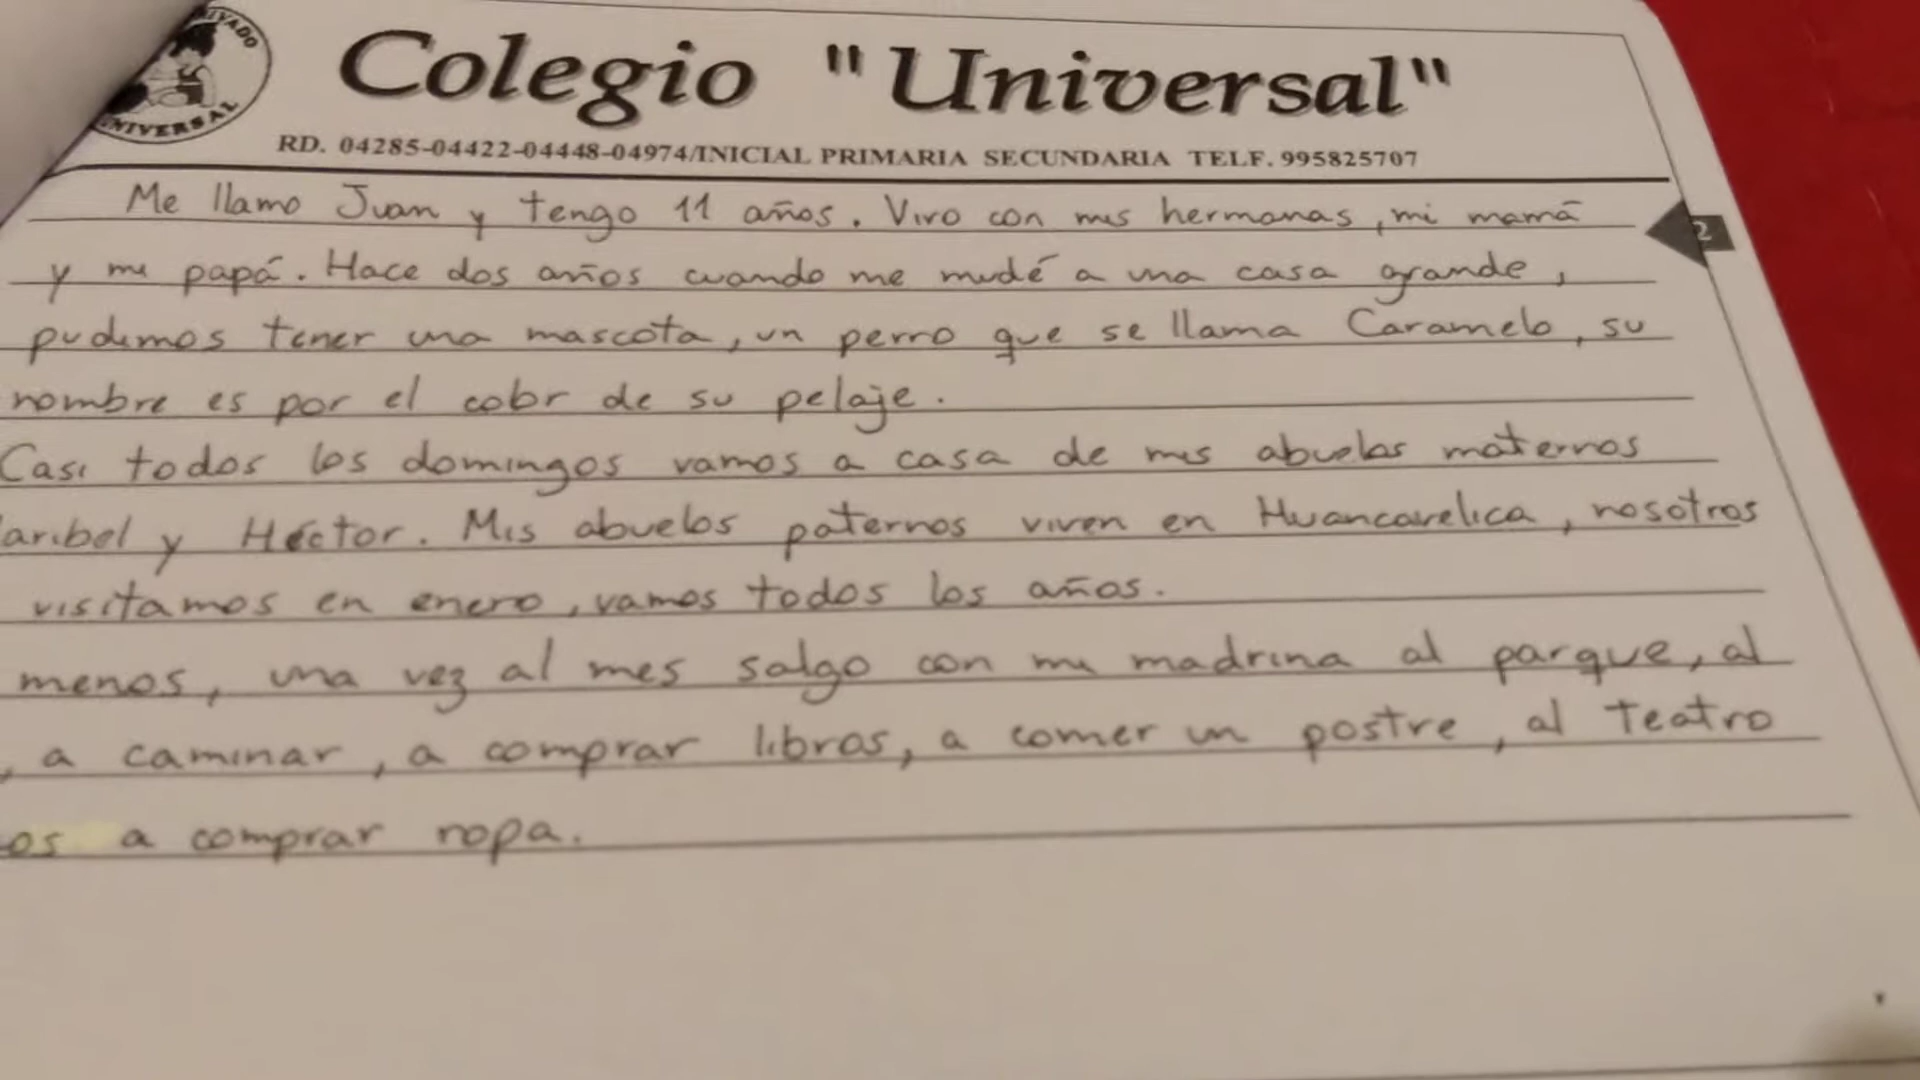 IVADO
NIVERSAL
Colegio "Universal"
RD. 04285-04422-04448-04974/INICIAL PRIMARIA SECUNDARIA TELF. 995825707
2
Me llamo Juan y tengo 11 años. Vivo con mis hermanas, mi mamá
y mi papá. Hace dos años cuando me mudé a una casa grande,
pudimos tener una mascota, un perro que se llama Caramelo, su
nombre es por el color de su pelaje.
Casi todos los domingos vamos a casa de mis abuelos maternos
aribel y Héctor. Mis abuelos paternos viven en Huancavelica, nosotros
visitamos en enero, vamos todos los años.
menos, una vez al mes salgo con mi madrina al parque, al
, a caminar, a comprar libros, a comer un postre, al teatro
os a comprar ropa.